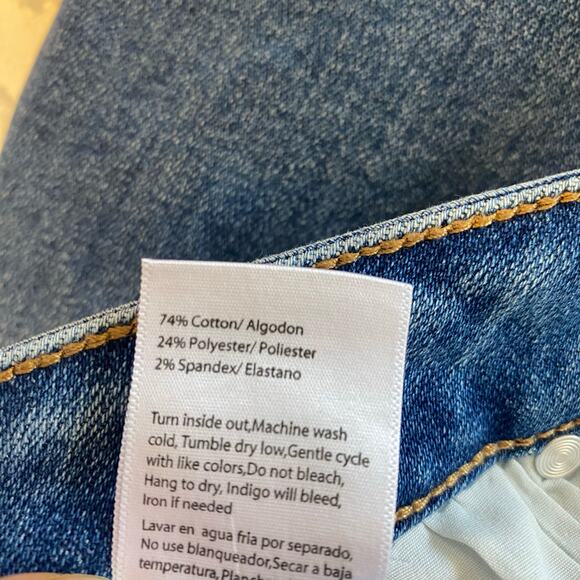 74% Cotton/ Algodon
24% Polyester/ Poliester
2% Spandex/ Elastano
Turn inside out,Machine wash
cold, Tumble dry low,Gentle cycle
with like colors,Do not bleach,
Hang to dry, Indigo will bleed,
Iron if needed
Lavar en agua fria por separado,
No use blanqueador,Secar a baja
temperatura,